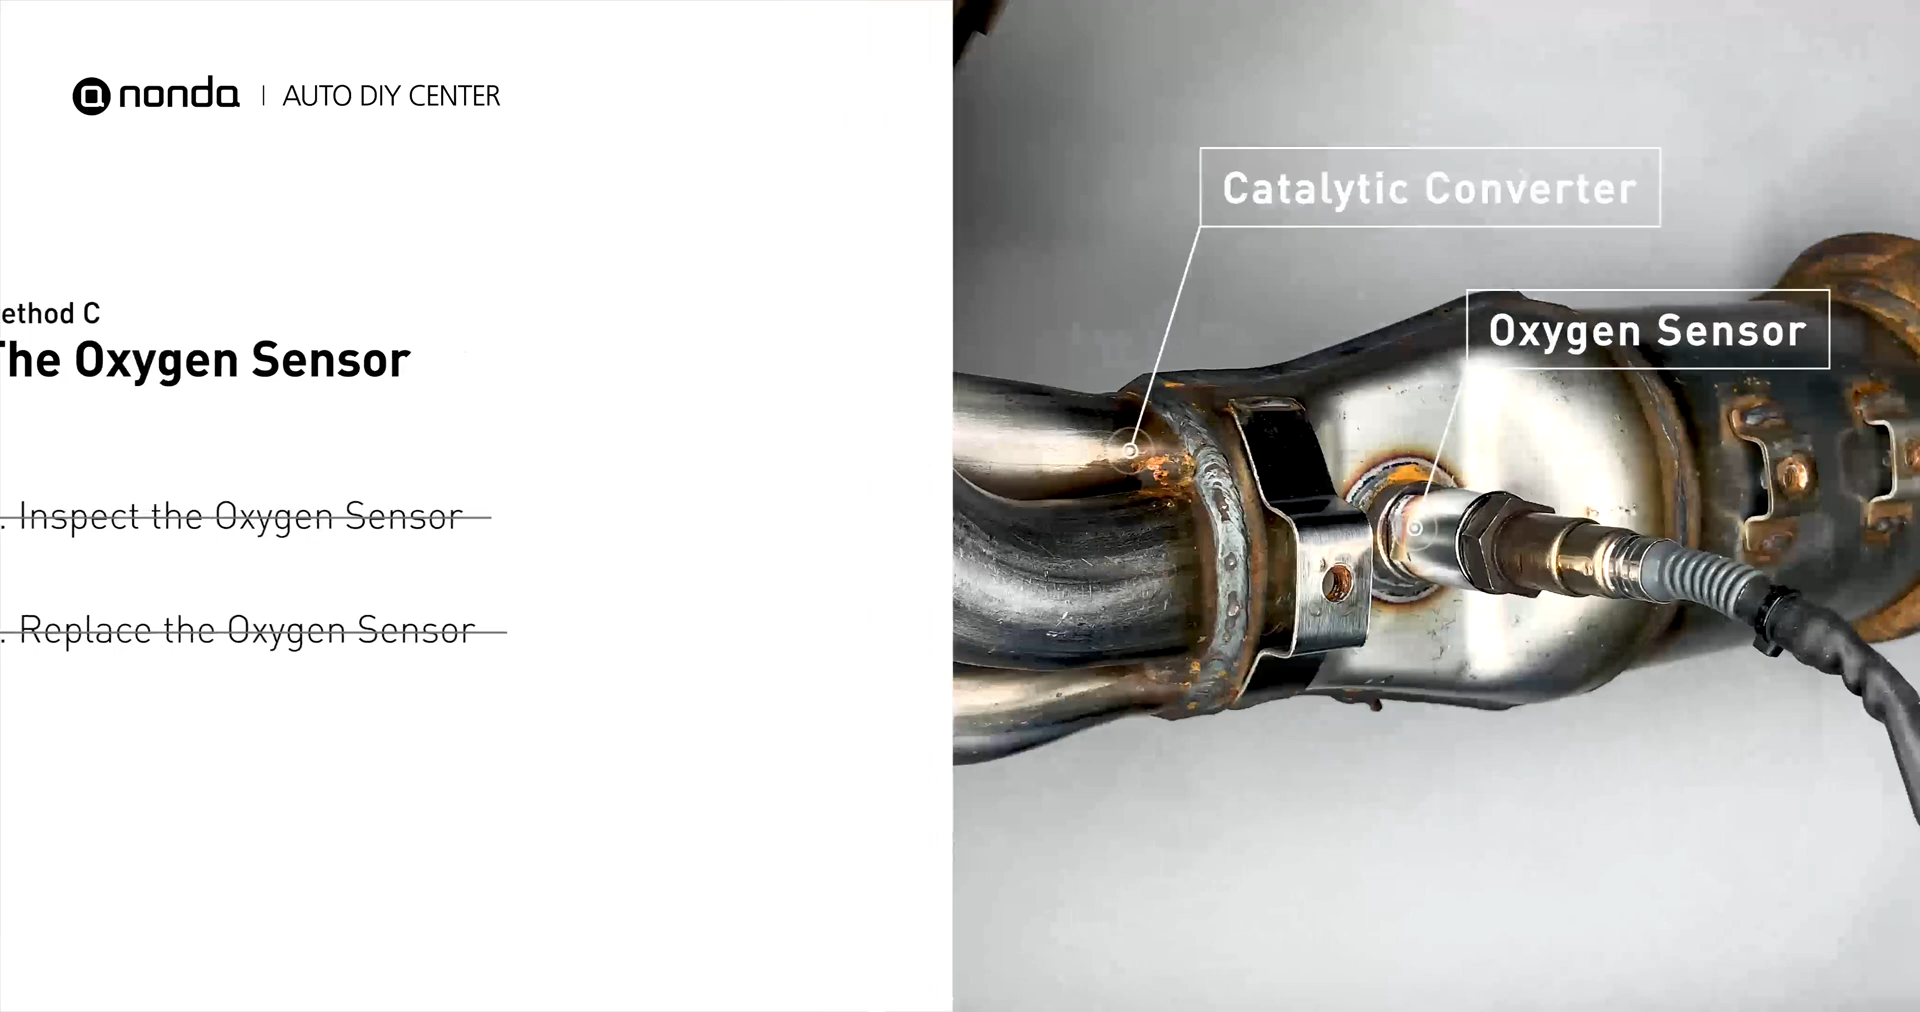 nonda | AUTO DIY CENTER
ethod C
The Oxygen Sensor
. Inspect the Oxygen Sensor
. Replace the Oxygen Sensor
Catalytic Converter
Oxygen Sensor